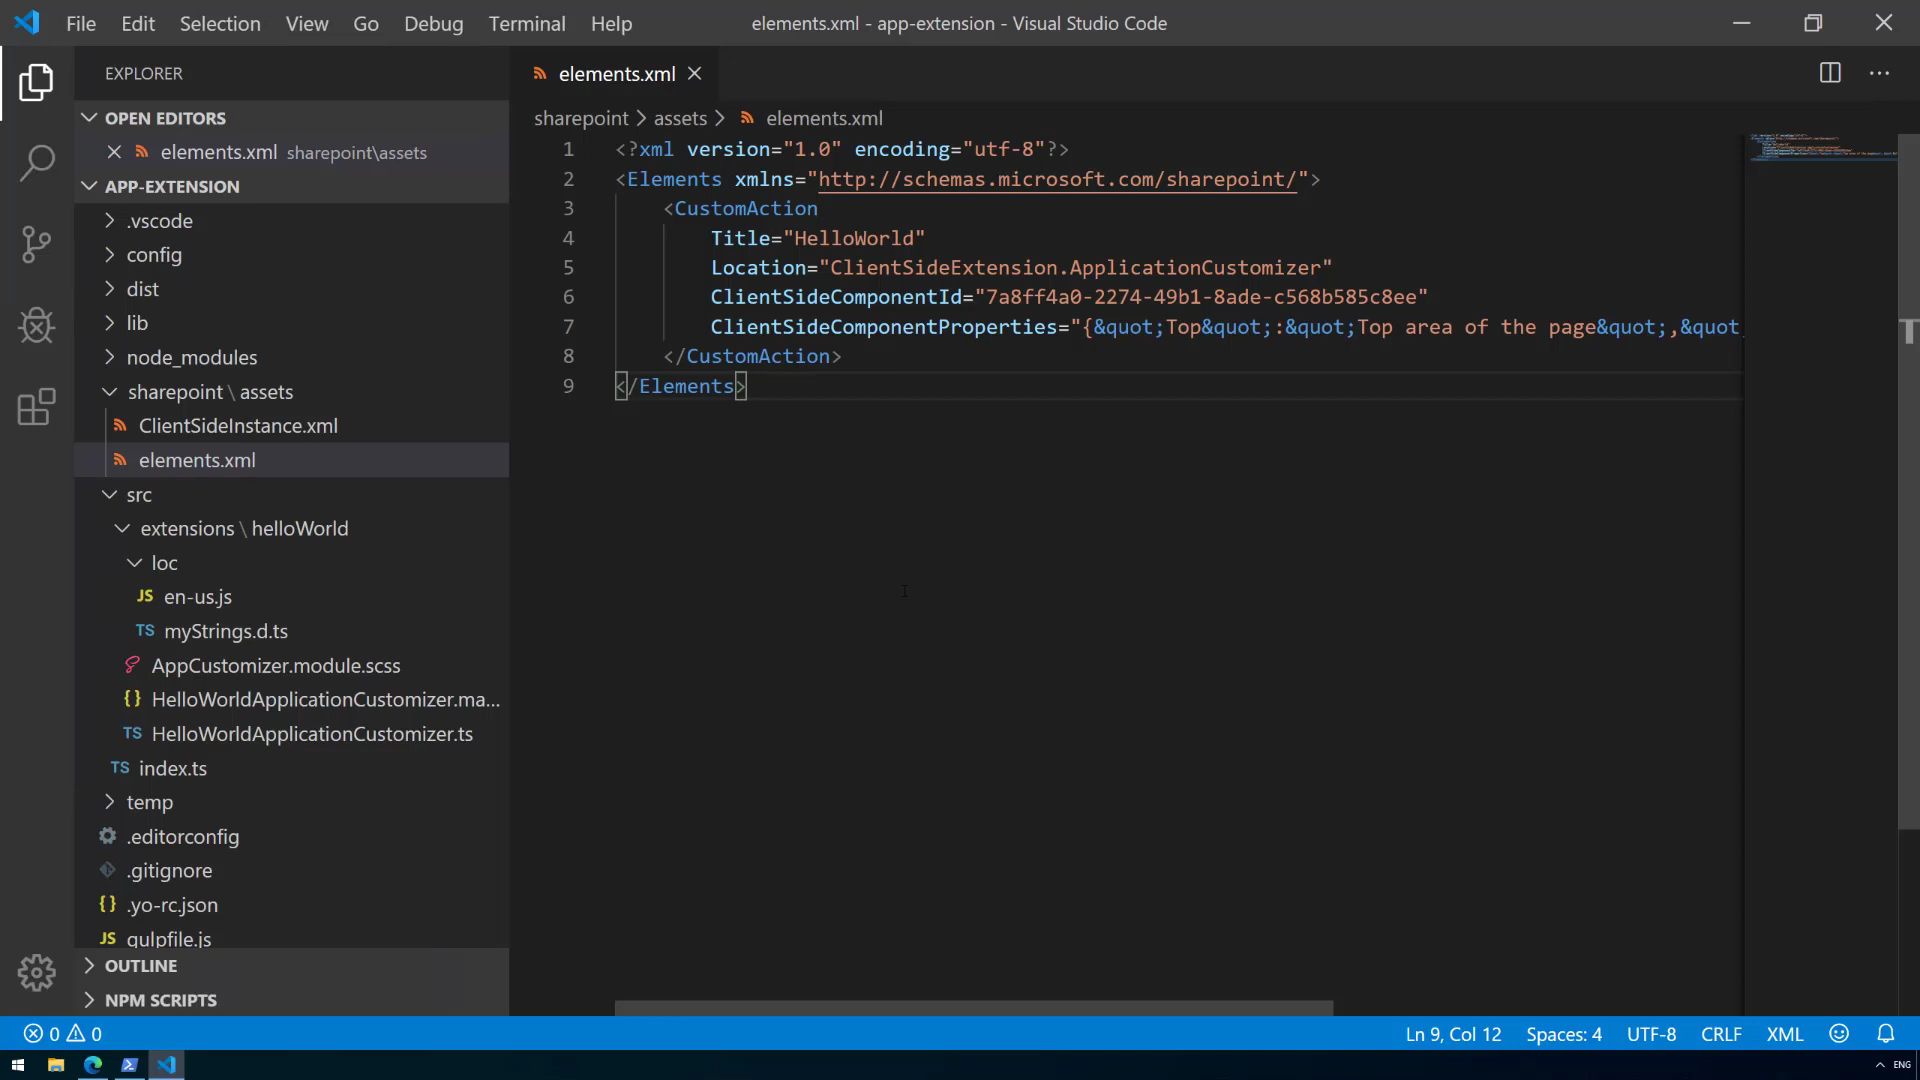 File Edit Selection View Go Debug Terminal Help
elements.xml - app-extension - Visual Studio Code
EXPLORER
OPEN EDITORS
elements.xml sharepoint\assets
APP-EXTENSION
.vscode
config
dist
lib
node_modules
sharepoint \ assets
ClientSideInstance.xml
elements.xml
src
extensions \ helloWorld
loc
JS en-us.js
TS myStrings.d.ts
AppCustomizer.module.scss
{} HelloWorldApplicationCustomizer.ma...
TS HelloWorldApplicationCustomizer.ts
TS index.ts
temp
.editorconfig
.gitignore
{} .yo-rc.json
JS gulpfile.js
OUTLINE
NPM SCRIPTS
elements.xml
sharepoint > assets > elements.xml
1 <?xml version="1.0" encoding="utf-8"?>
2 <Elements xmlns="http://schemas.microsoft.com/sharepoint/">
3 <CustomAction
4 Title="HelloWorld"
5 Location="ClientSideExtension.ApplicationCustomizer"
6 ClientSideComponentId="7a8ff4a0-2274-49b1-8ade-c568b585c8ee"
7 ClientSideComponentProperties="{&quot;Top&quot;:&quot;Top area of the page&quot;,&quot;
8 </CustomAction>
9 </Elements>
0 0
Ln 9, Col 12 Spaces: 4 UTF-8 CRLF XML
ENG